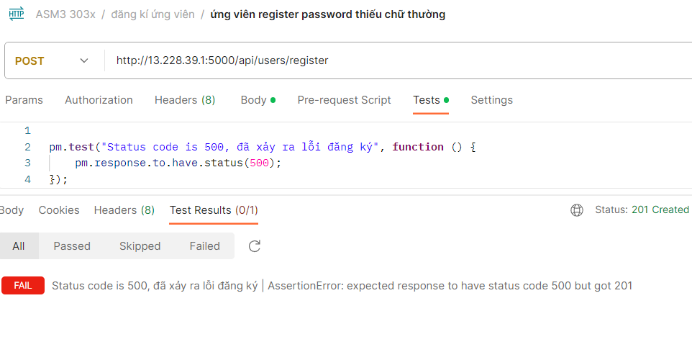 HTTP ASM3 303x / đăng kí ứng viên / ứng viên register password thiếu chữ thường
POST http://13.228.39.1:5000/api/users/register
Params Authorization Headers (8) Body Pre-request Script Tests Settings
1
2 pm.test("Status code is 500, đã xảy ra lỗi đăng ký", function () {
3 pm.response.to.have.status(500);
4 });
Body Cookies Headers (8) Test Results (0/1) Status: 201 Created
All Passed Skipped Failed
FAIL Status code is 500, đã xảy ra lỗi đăng ký | AssertionError: expected response to have status code 500 but got 201